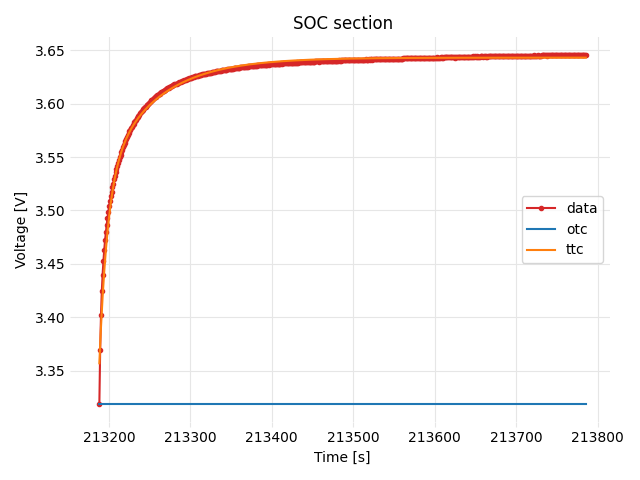 SOC section
3.65
3.60
3.55
3.50
3.45
3.40
3.35
Voltage [V]
data
otc
ttc
213200 213300 213400 213500 213600 213700 213800
Time [s]